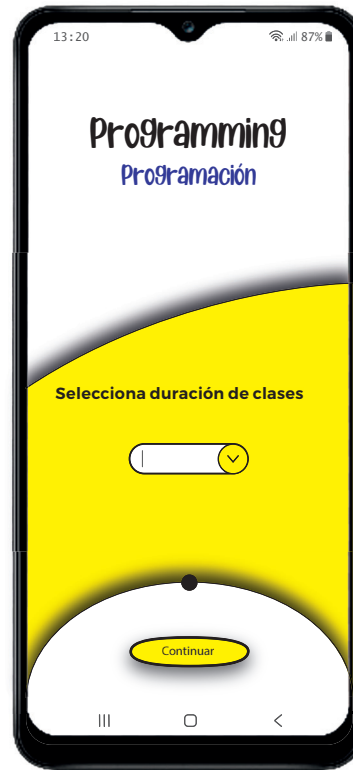 13:20 87%
Programming
Programación
Selecciona duración de clases
Continuar